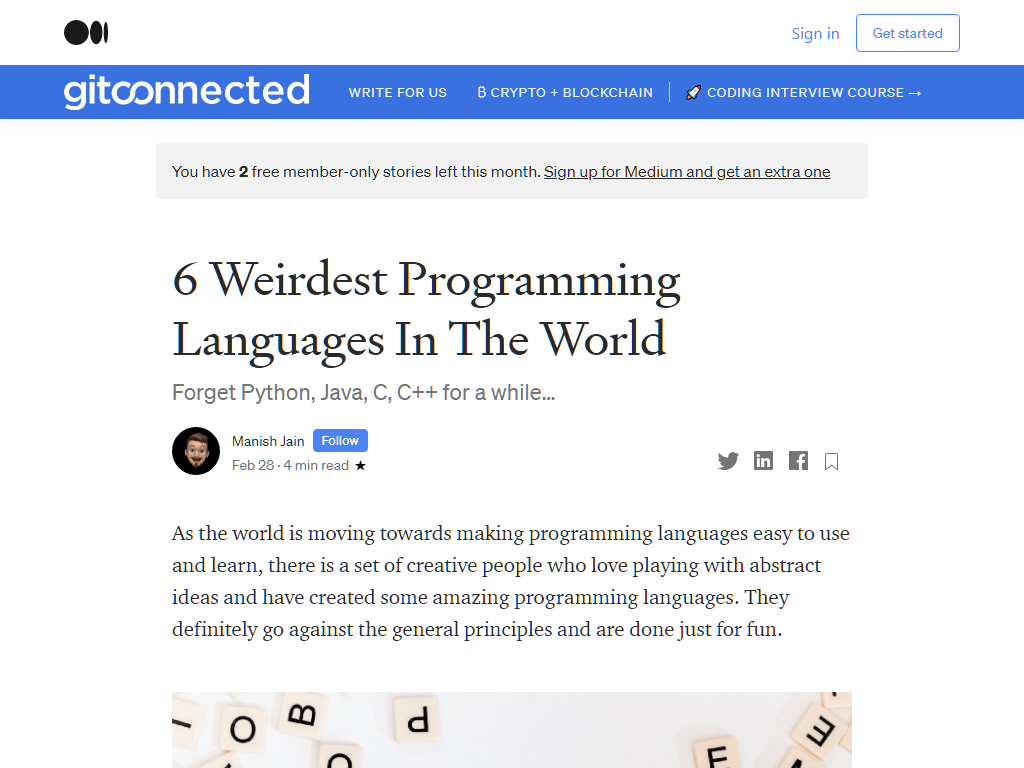 Sign in
Get started
gitconnected
WRITE FOR US
₿ CRYPTO + BLOCKCHAIN
🚀 CODING INTERVIEW COURSE →
You have 2 free member-only stories left this month. Sign up for Medium and get an extra one
6 Weirdest Programming
Languages In The World
Forget Python, Java, C, C++ for a while…
Manish Jain
Follow
Feb 28 · 4 min read ★
As the world is moving towards making programming languages easy to use
and learn, there is a set of creative people who love playing with abstract
ideas and have created some amazing programming languages. They
definitely go against the general principles and are done just for fun.
O
B
P
O
E
E